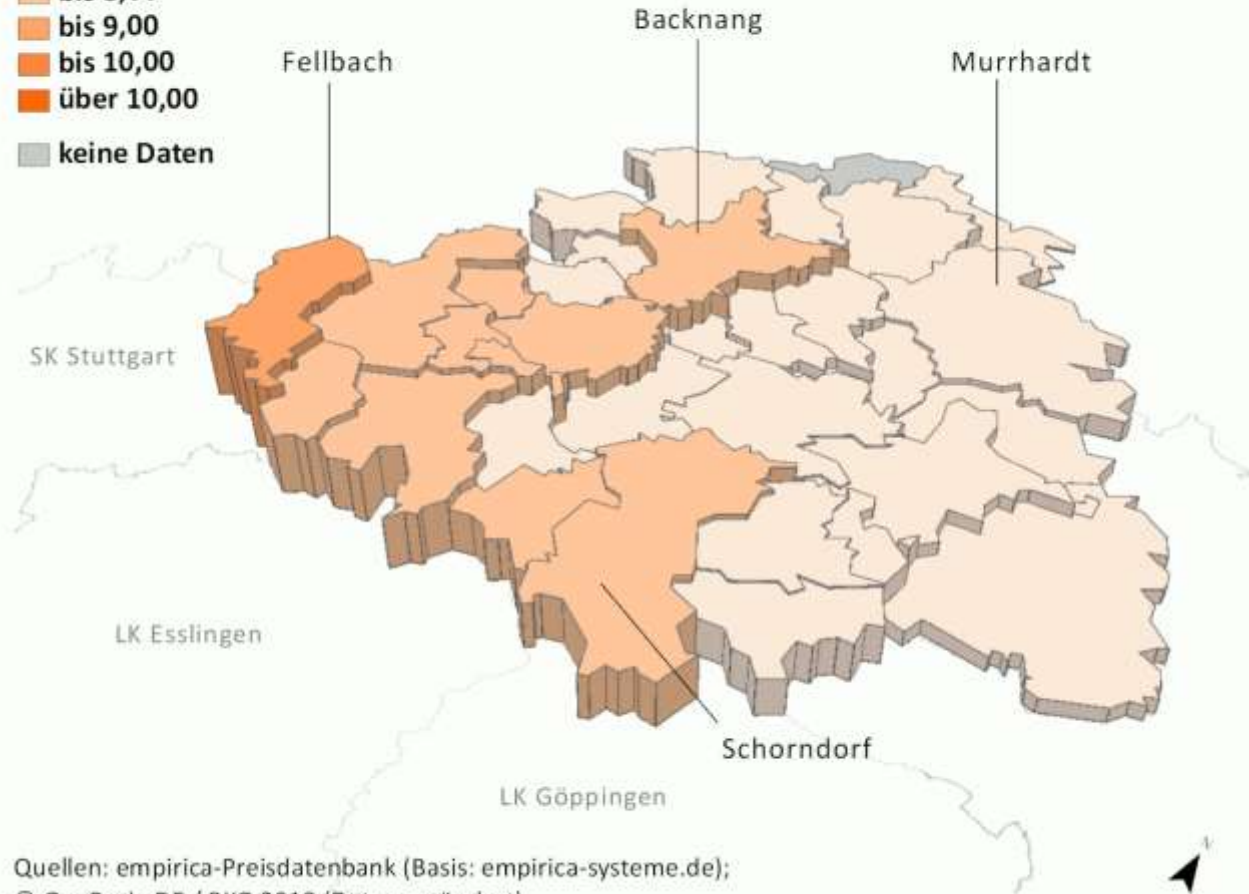 bis 9,00
bis 10,00
über 10,00
keine Daten
Backnang
Fellbach
Murrhardt
SK Stuttgart
LK Esslingen
Schorndorf
LK Göppingen
N
Quellen: empirica-Preisdatenbank (Basis: empirica-systeme.de);